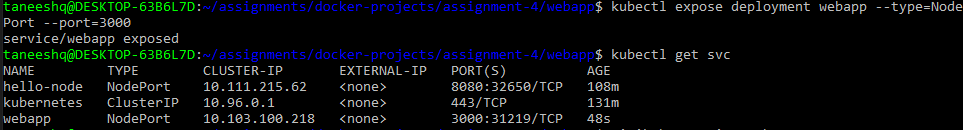 taneeshq@DESKTOP-63B6L7D:~/assignments/docker-projects/assignment-4/webapp$ kubectl expose deployment webapp --type=Node
Port --port=3000
service/webapp exposed
taneeshq@DESKTOP-63B6L7D:~/assignments/docker-projects/assignment-4/webapp$ kubectl get svc
NAME TYPE CLUSTER-IP EXTERNAL-IP PORT(S) AGE
hello-node NodePort 10.111.215.62 <none> 8080:32650/TCP 108m
kubernetes ClusterIP 10.96.0.1 <none> 443/TCP 131m
webapp NodePort 10.103.100.218 <none> 3000:31219/TCP 48s